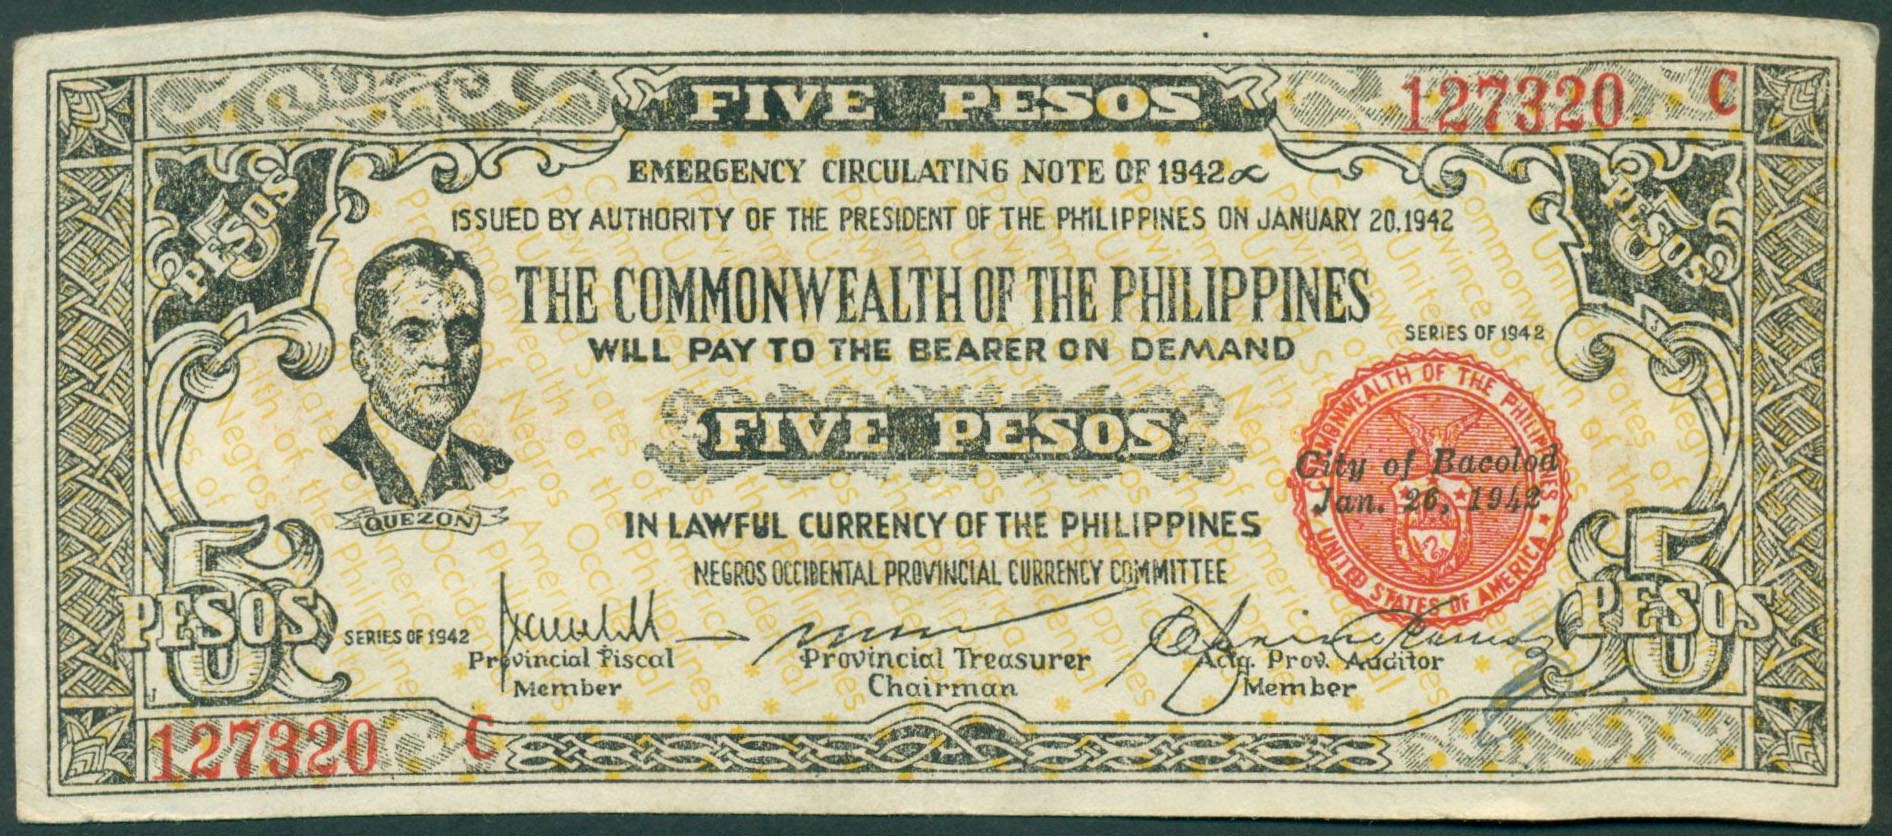 FIVE PESOS
127320 C
EMERGENCY CIRCULATING NOTE OF 1942
ISSUED BY AUTHORITY OF THE PRESIDENT OF THE PHILIPPINES ON JANUARY 20,1942
5 PESOS
5 PESOS
THE COMMONWEALTH OF THE PHILIPPINES
SERIES OF 1942
WILL PAY TO THE BEARER ON DEMAND
FIVE PESOS
QUEZON
COMMONWEALTH OF THE PHILIPPINES
City of Bacolod
Jan. 26, 1942
UNITED STATES OF AMERICA
IN LAWFUL CURRENCY OF THE PHILIPPINES
NEGROS OCCIDENTAL PROVINCIAL CURRENCY COMMITTEE
5 PESOS
5 PESOS
SERIES OF 1942
Provincial Fiscal
Member
Provincial Treasurer
Chairman
Actg. Prov. Auditor
Member
127320 C